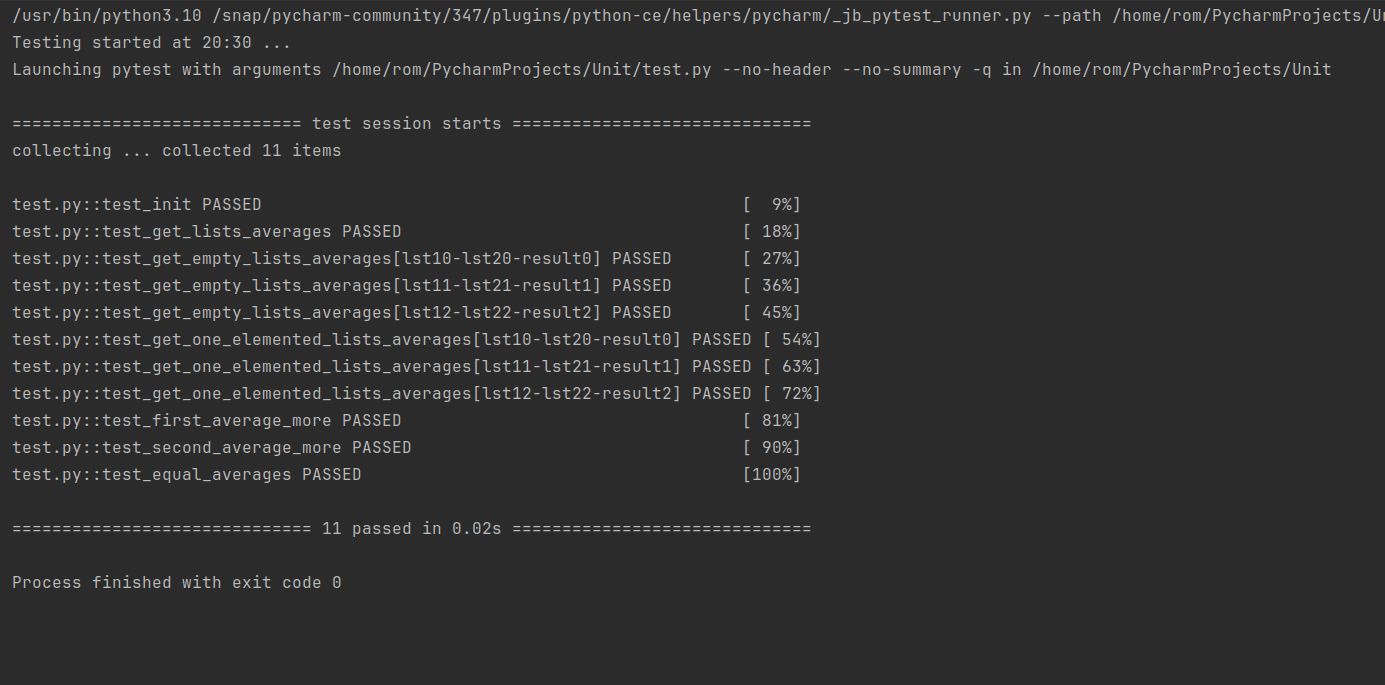 /usr/bin/python3.10 /snap/pycharm-community/347/plugins/python-ce/helpers/pycharm/_jb_pytest_runner.py --path /home/rom/PycharmProjects/
Testing started at 20:30 ...
Launching pytest with arguments /home/rom/PycharmProjects/Unit/test.py --no-header --no-summary -q in /home/rom/PycharmProjects/Unit
============================= test session starts ==============================
collecting ... collected 11 items
test.py::test_init PASSED [  9%]
test.py::test_get_lists_averages PASSED [ 18%]
test.py::test_get_empty_lists_averages[lst10-lst20-result0] PASSED [ 27%]
test.py::test_get_empty_lists_averages[lst11-lst21-result1] PASSED [ 36%]
test.py::test_get_empty_lists_averages[lst12-lst22-result2] PASSED [ 45%]
test.py::test_get_one_elemented_lists_averages[lst10-lst20-result0] PASSED [ 54%]
test.py::test_get_one_elemented_lists_averages[lst11-lst21-result1] PASSED [ 63%]
test.py::test_get_one_elemented_lists_averages[lst12-lst22-result2] PASSED [ 72%]
test.py::test_first_average_more PASSED [ 81%]
test.py::test_second_average_more PASSED [ 90%]
test.py::test_equal_averages PASSED [100%]
============================== 11 passed in 0.02s ==============================
Process finished with exit code 0